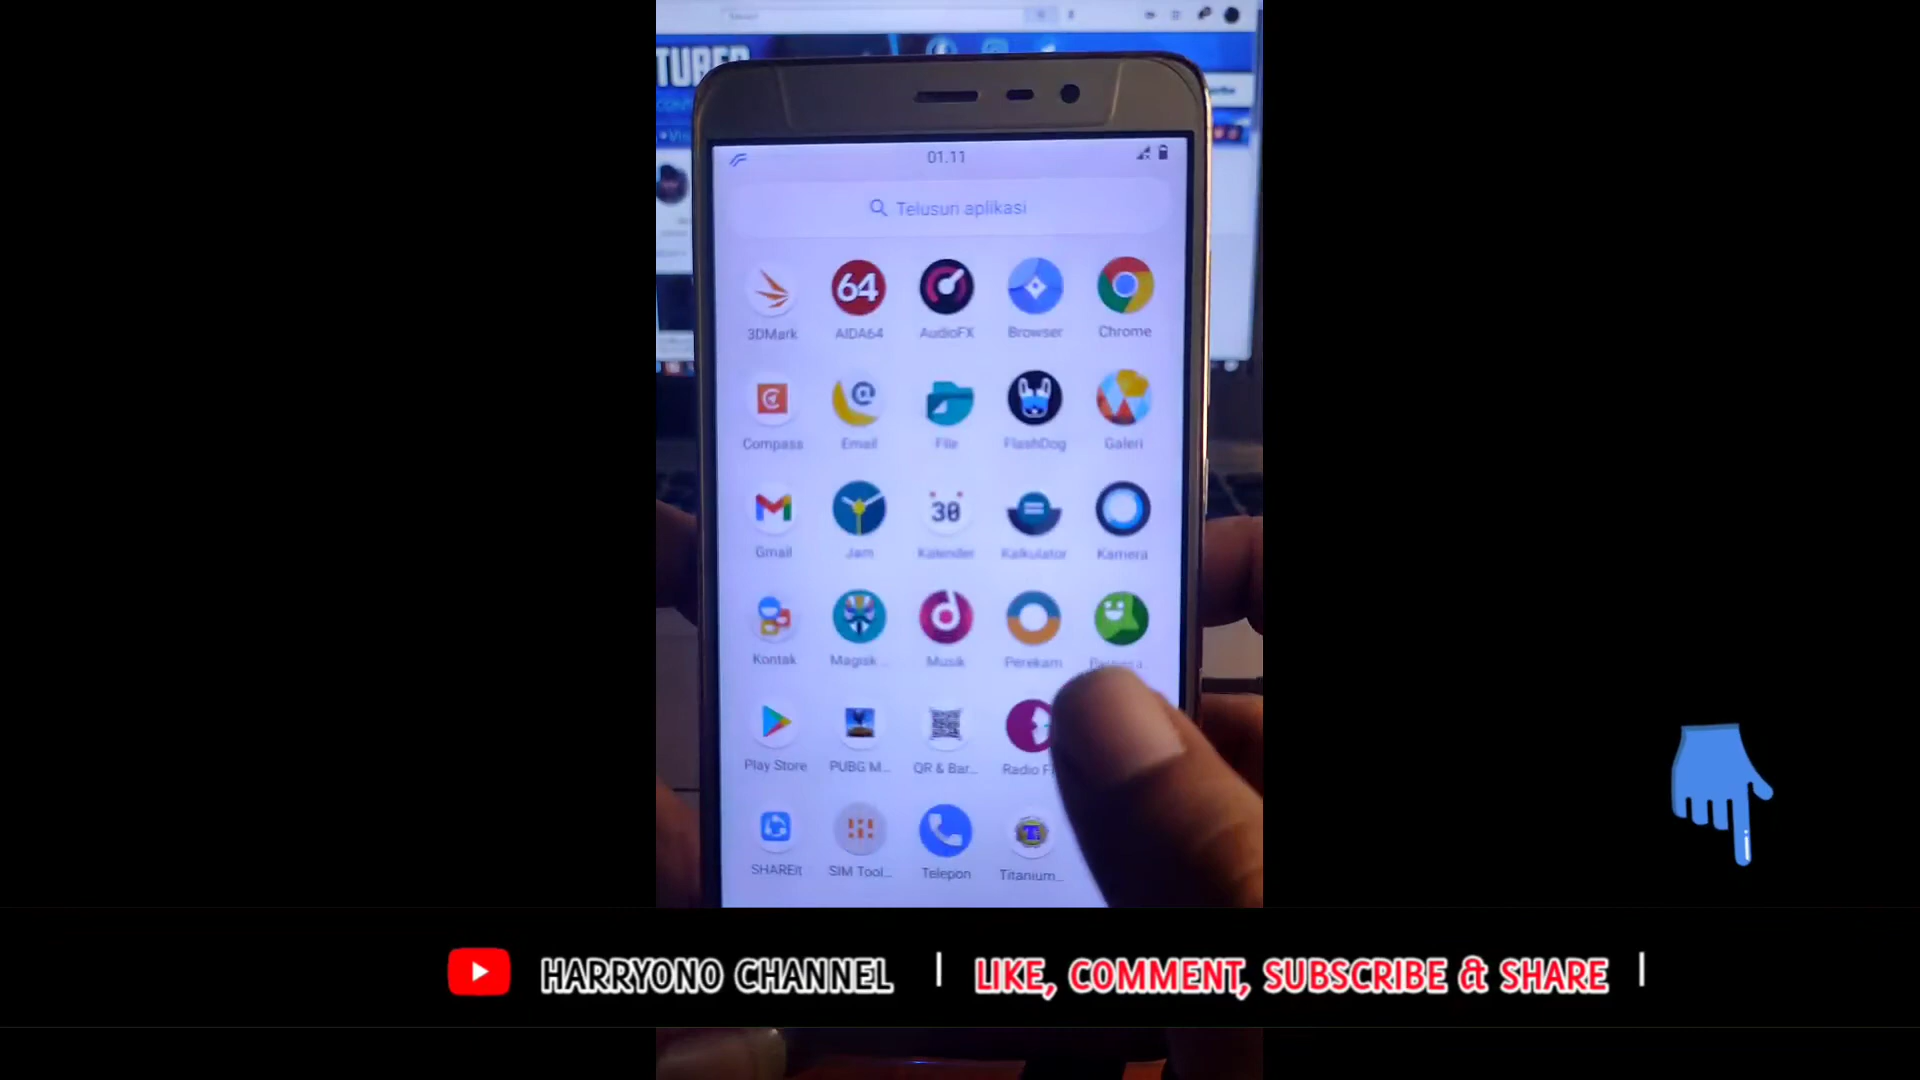 TUBER
01.11
Telusuri aplikasi
3DMark AIDA64 AudioFX Browser Chrome
Compass Email File FlashDog Galeri
Gmail Jam Kalender Kalkulator Kamera
Kontak Magisk... Musik Perekam
Play Store PUBG M... QR & Bar... Radio F
SHAREit SIM Tool... Telepon Titanium...
HARRYONO CHANNEL | LIKE, COMMENT, SUBSCRIBE & SHARE |